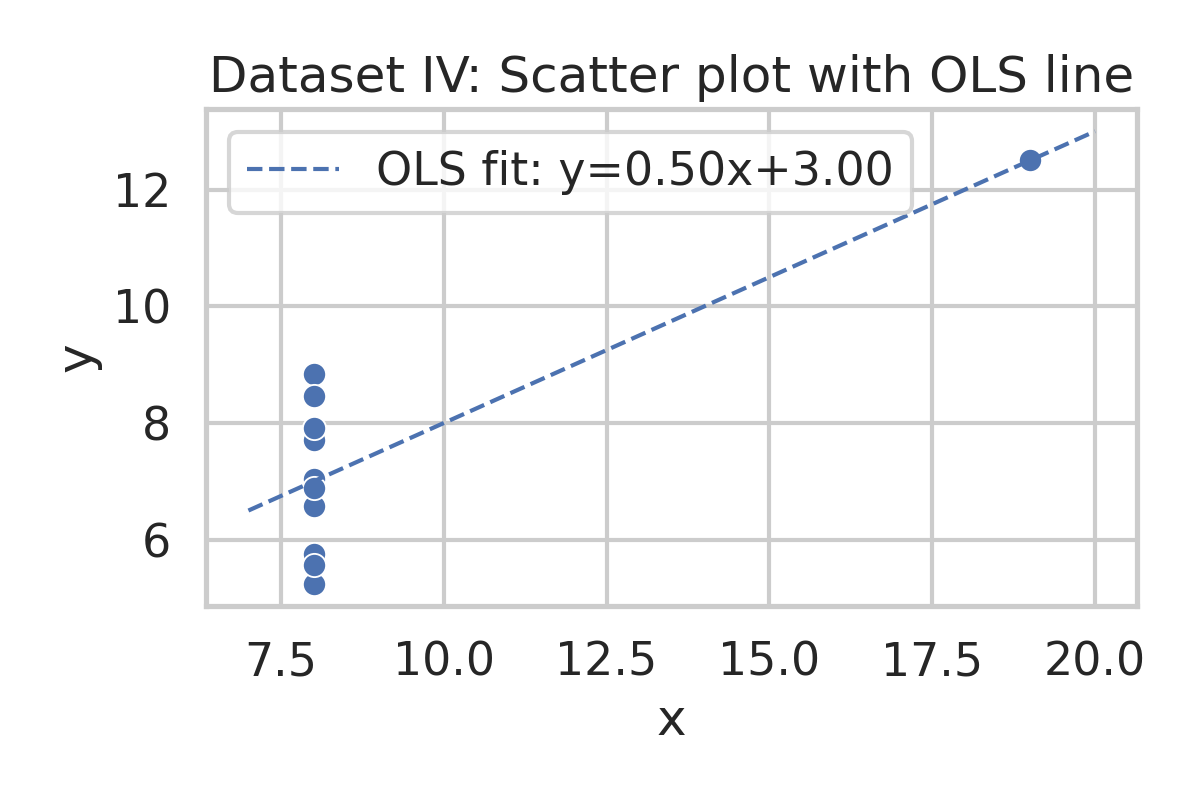 Dataset IV: Scatter plot with OLS line
OLS fit: y=0.50x+3.00
12
10
8
6
y
7.5 10.0 12.5 15.0 17.5 20.0
x